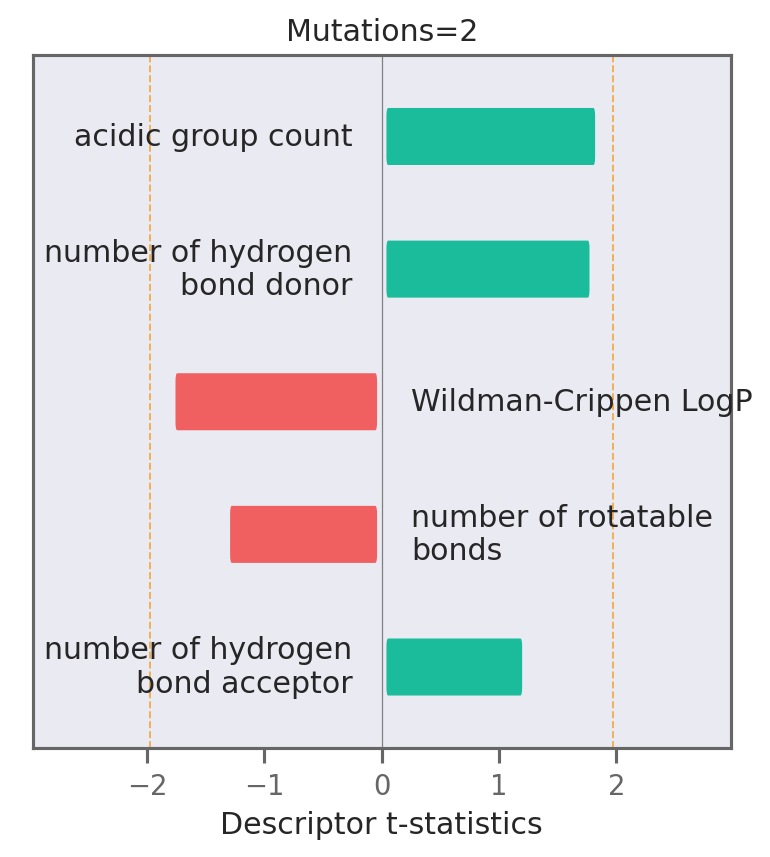 Mutations=2
acidic group count
number of hydrogen
bond donor
Wildman-Crippen LogP
number of rotatable
bonds
number of hydrogen
bond acceptor
−2 −1 0 1 2
Descriptor t-statistics